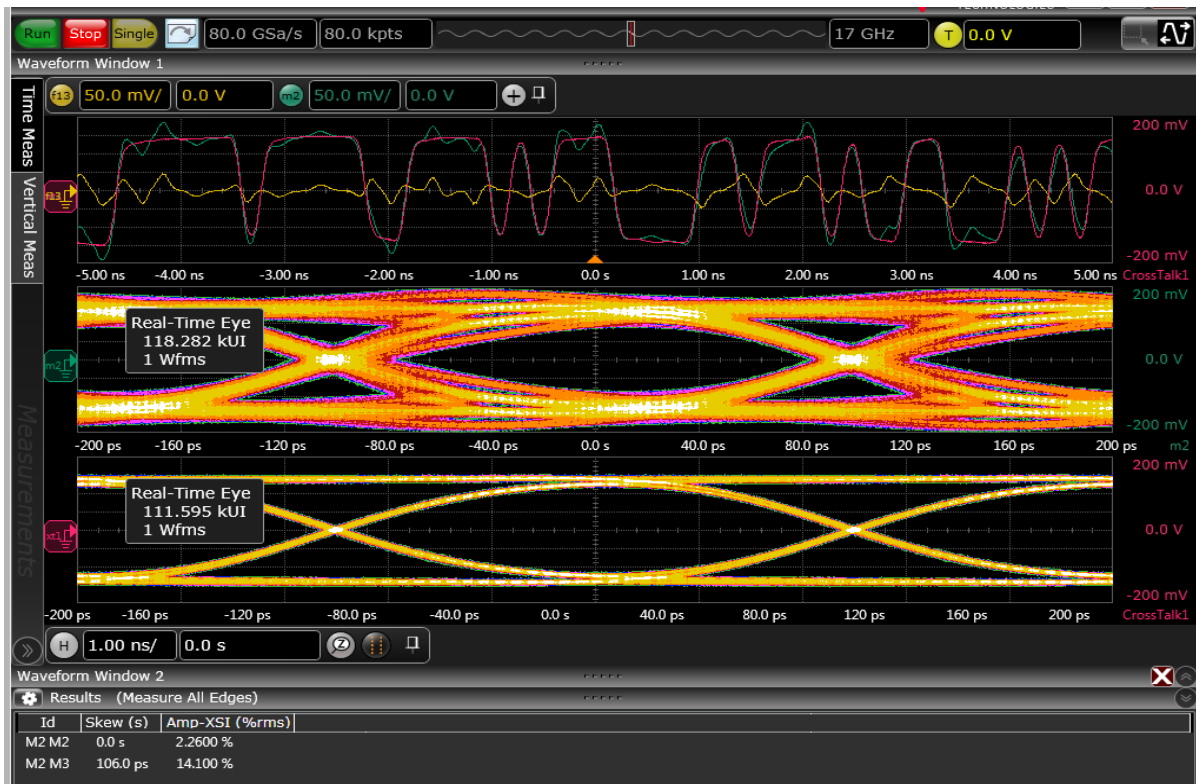 TECHNOLOGIES
Run Stop Single 80.0 GSa/s 80.0 kpts 17 GHz T 0.0 V
Waveform Window 1
Time Meas
Vertical Meas
Measurements
f13 50.0 mV/ 0.0 V m2 50.0 mV/ 0.0 V +
200 mV
f13 0.0 V
-200 mV
-5.00 ns -4.00 ns -3.00 ns -2.00 ns -1.00 ns 0.0 s 1.00 ns 2.00 ns 3.00 ns 4.00 ns 5.00 ns CrossTalk1
200 mV
Real-Time Eye
118.282 kUI
1 Wfms
m2 0.0 V
-200 mV
-200 ps -160 ps -120 ps -80.0 ps -40.0 ps 0.0 s 40.0 ps 80.0 ps 120 ps 160 ps 200 ps m2
200 mV
Real-Time Eye
111.595 kUI
1 Wfms
xt1 0.0 V
-200 mV
-200 ps -160 ps -120 ps -80.0 ps -40.0 ps 0.0 s 40.0 ps 80.0 ps 120 ps 160 ps 200 ps CrossTalk1
H 1.00 ns/ 0.0 s Z
Waveform Window 2
Results (Measure All Edges)
Id Skew (s) Amp-XSI (%rms)
M2 M2 0.0 s 2.2600 %
M2 M3 106.0 ps 14.100 %